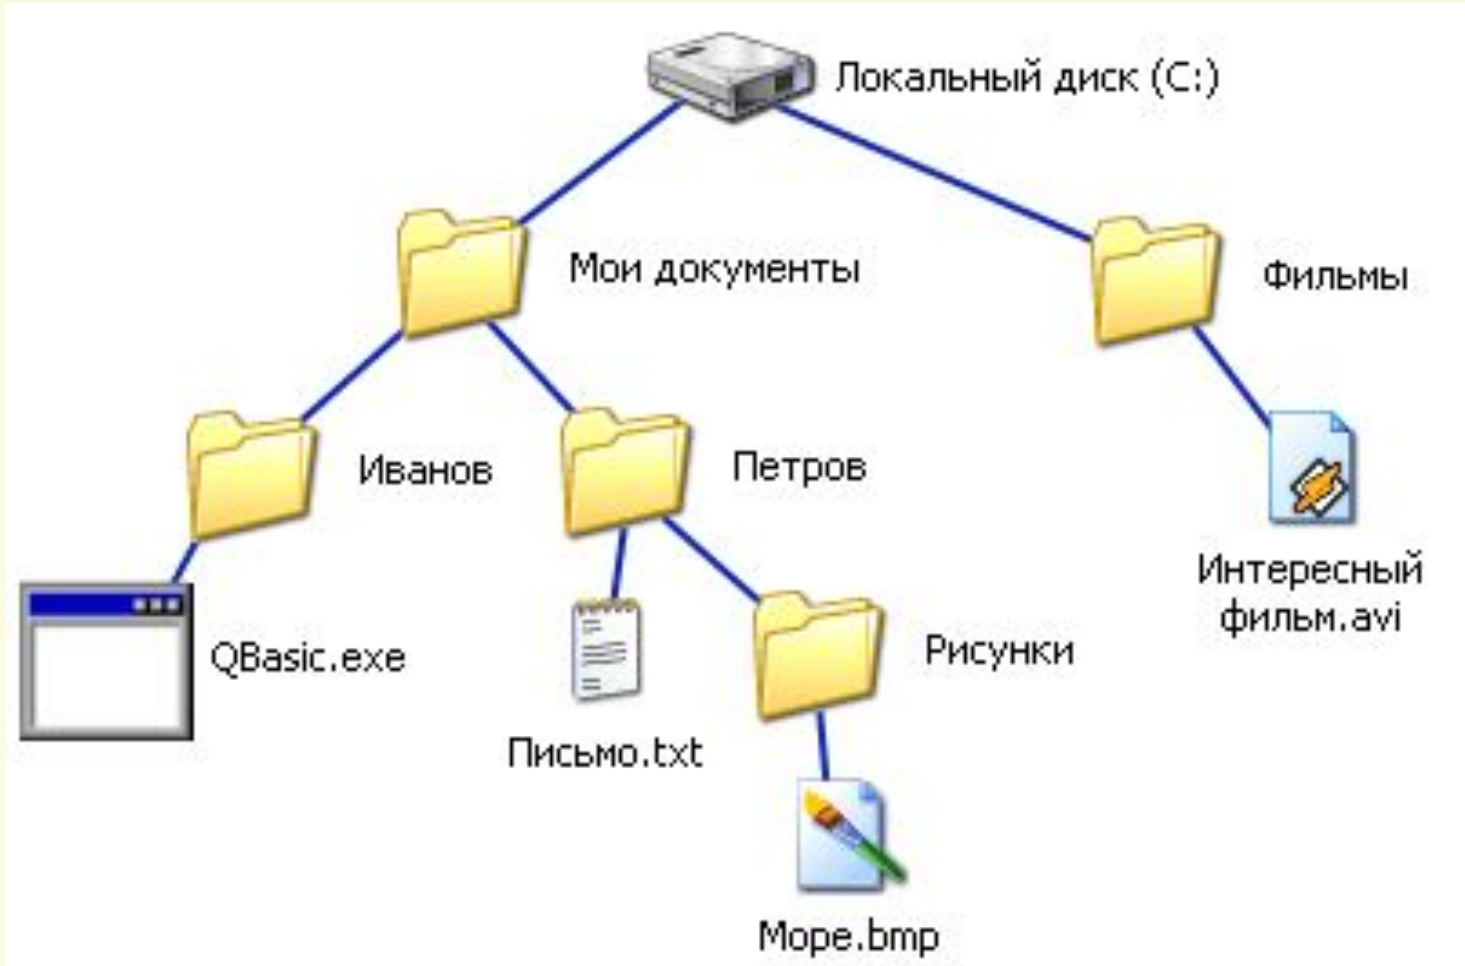 Локальный диск (C:)
Мои документы
Фильмы
Иванов
Петров
Интересный
фильм.avi
QBasic.exe
Рисунки
Письмо.txt
Море.bmp